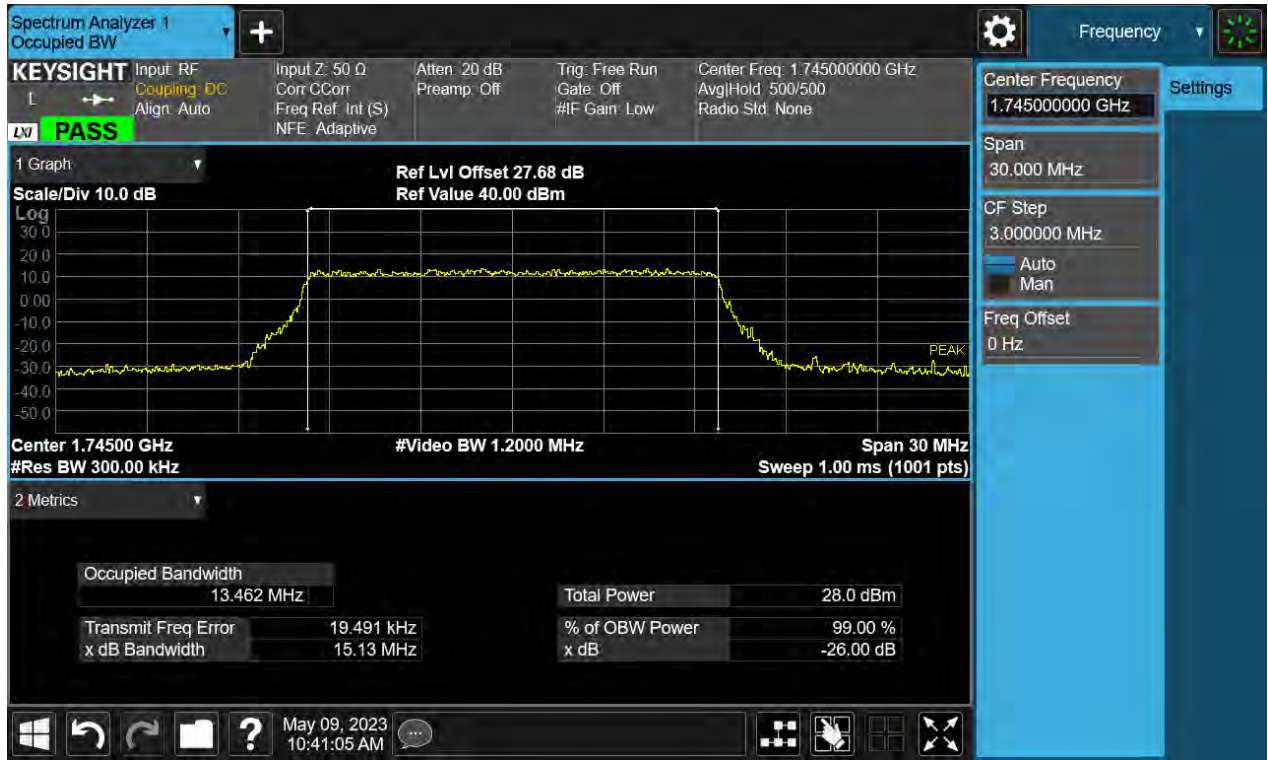 Spectrum Analyzer 1
Occupied BW
Frequency
KEYSIGHT
L
LXI
PASS
Input: RF
Coupling: DC
Align: Auto
Input Z: 50 Ω
Corr CCorr
Freq Ref: Int (S)
NFE: Adaptive
Atten: 20 dB
Preamp: Off
Trig: Free Run
Gate: Off
#IF Gain: Low
Center Freq: 1.745000000 GHz
Avg|Hold: 500/500
Radio Std: None
Center Frequency
1.745000000 GHz
Settings
Span
30.000 MHz
CF Step
3.000000 MHz
Auto
Man
Freq Offset
0 Hz
1 Graph
Scale/Div 10.0 dB
Ref Lvl Offset 27.68 dB
Ref Value 40.00 dBm
Log
30.0
20.0
10.0
0.00
-10.0
-20.0
-30.0
-40.0
-50.0
PEAK
Center 1.74500 GHz
#Video BW 1.2000 MHz
Span 30 MHz
#Res BW 300.00 kHz
Sweep 1.00 ms (1001 pts)
2 Metrics
Occupied Bandwidth
13.462 MHz
Total Power 28.0 dBm
Transmit Freq Error 19.491 kHz
% of OBW Power 99.00 %
x dB Bandwidth 15.13 MHz
x dB -26.00 dB
?
May 09, 2023
10:41:05 AM